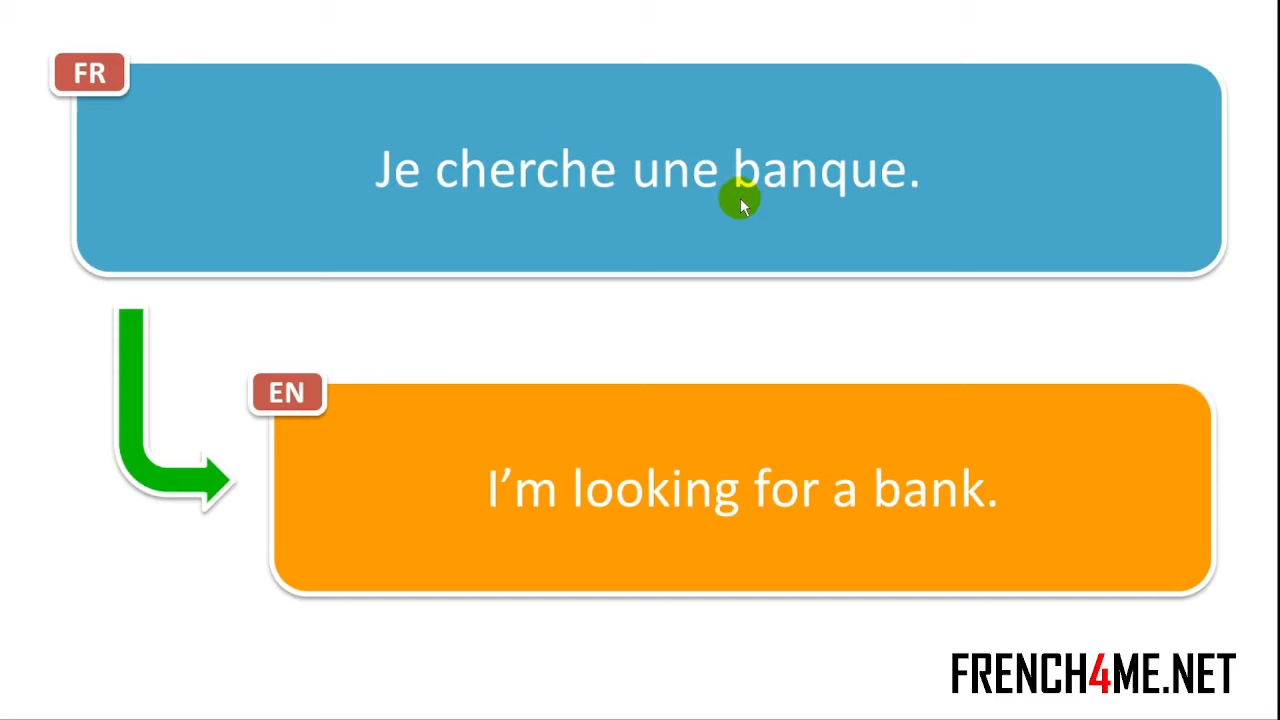 FR
Je cherche une banque.
EN
I’m looking for a bank.
FRENCH4ME.NET